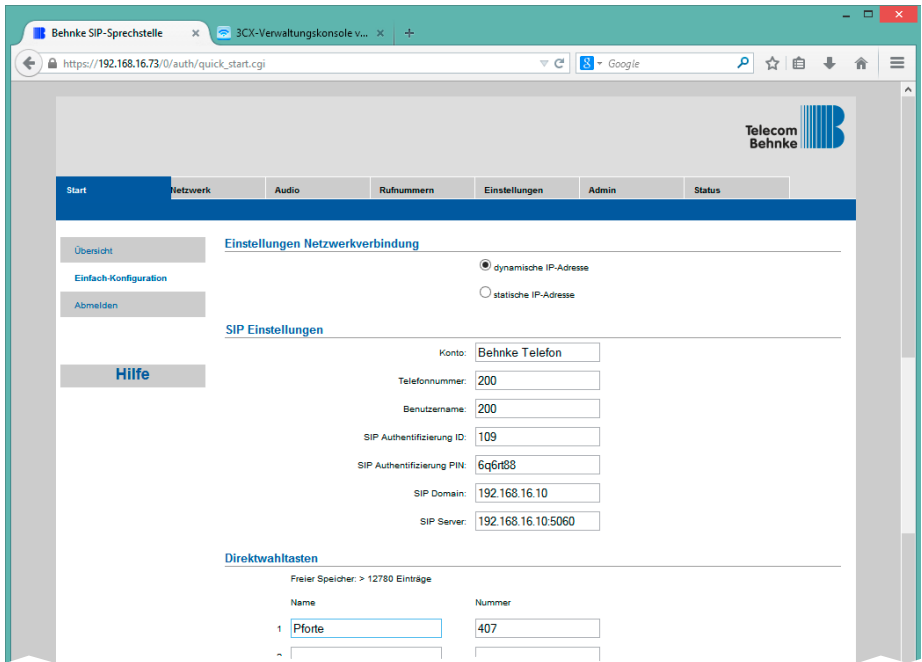 Behnke SIP-Sprechstelle
3CX-Verwaltungskonsole v...
https://192.168.16.73/0/auth/quick_start.cgi
Google
Telecom
Behnke
Start Netzwerk Audio Rufnummern Einstellungen Admin Status
Übersicht
Einfach-Konfiguration
Abmelden
Hilfe
Einstellungen Netzwerkverbindung
dynamische IP-Adresse
statische IP-Adresse
SIP Einstellungen
Konto: Behnke Telefon
Telefonnummer: 200
Benutzername: 200
SIP Authentifizierung ID: 109
SIP Authentifizierung PIN: 6q6rt88
SIP Domain: 192.168.16.10
SIP Server: 192.168.16.10:5060
Direktwahltasten
Freier Speicher: > 12780 Einträge
Name Nummer
1 Pforte 407